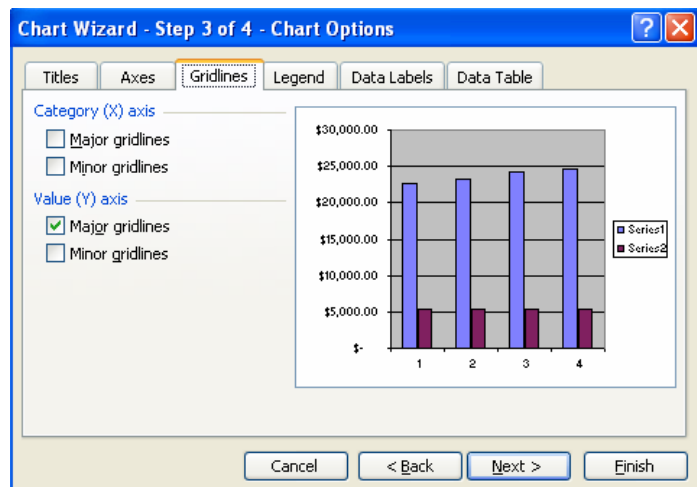 Chart Wizard - Step 3 of 4 - Chart Options
Titles Axes Gridlines Legend Data Labels Data Table
Category (X) axis
Major gridlines
Minor gridlines
Value (Y) axis
Major gridlines
Minor gridlines
$30,000.00
$25,000.00
$20,000.00
$15,000.00
$10,000.00
$5,000.00
$-
1 2 3 4
Series1
Series2
Cancel < Back Next > Finish